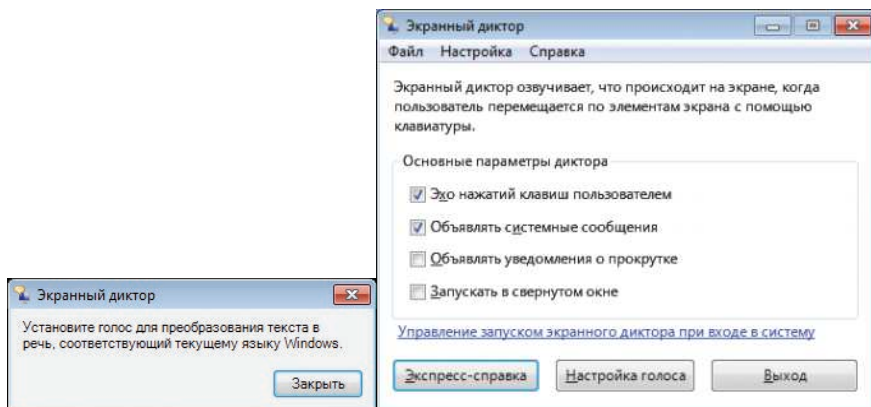 Экранный диктор
Установите голос для преобразования текста в
речь, соответствующий текущему языку Windows.
Закрыть
Экранный диктор
Файл Настройка Справка
Экранный диктор озвучивает, что происходит на экране, когда
пользователь перемещается по элементам экрана с помощью
клавиатуры.
Основные параметры диктора
Эхо нажатий клавиш пользователем
Объявлять системные сообщения
Объявлять уведомления о прокрутке
Запускать в свернутом окне
Управление запуском экранного диктора при входе в систему
Экспресс-справка Настройка голоса Выход